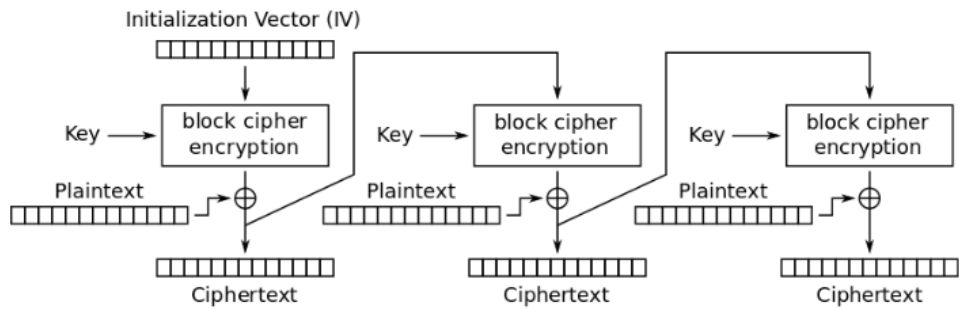 Initialization Vector (IV)
Key
block cipher
encryption
Key
block cipher
encryption
Key
block cipher
encryption
Plaintext
Plaintext
Plaintext
Ciphertext
Ciphertext
Ciphertext